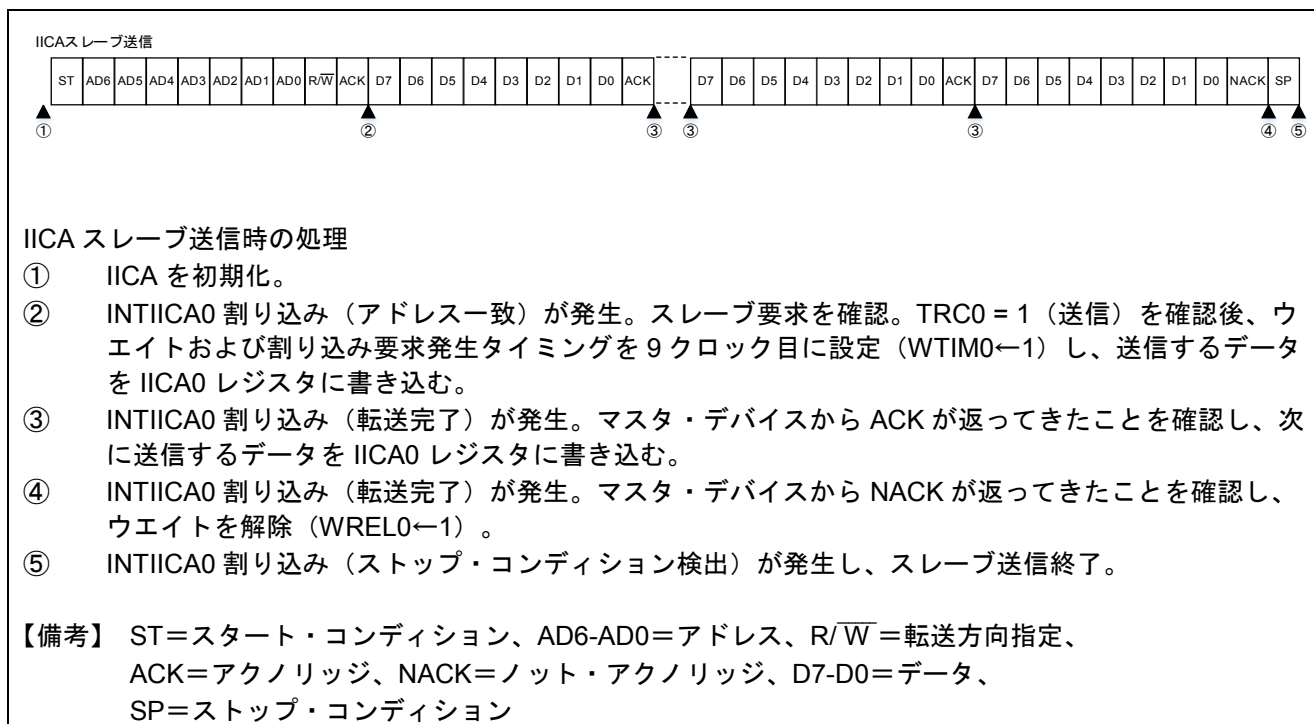 IICAスレーブ送信
ST AD6 AD5 AD4 AD3 AD2 AD1 AD0 R/W̅ ACK D7 D6 D5 D4 D3 D2 D1 D0 ACK D7 D6 D5 D4 D3 D2 D1 D0 ACK D7 D6 D5 D4 D3 D2 D1 D0 NACK SP
① ② ③ ③ ③ ④ ⑤
IICA スレーブ送信時の処理
① IICA を初期化。
② INTIICA0 割り込み（アドレス一致）が発生。スレーブ要求を確認。TRC0 = 1（送信）を確認後、ウ
エイトおよび割り込み要求発生タイミングを 9 クロック目に設定（WTIM0←1）し、送信するデータ
を IICA0 レジスタに書き込む。
③ INTIICA0 割り込み（転送完了）が発生。マスタ・デバイスから ACK が返ってきたことを確認し、次
に送信するデータを IICA0 レジスタに書き込む。
④ INTIICA0 割り込み（転送完了）が発生。マスタ・デバイスから NACK が返ってきたことを確認し、
ウエイトを解除（WREL0←1）。
⑤ INTIICA0 割り込み（ストップ・コンディション検出）が発生し、スレーブ送信終了。
【備考】 ST＝スタート・コンディション、AD6-AD0＝アドレス、R/W̅＝転送方向指定、
ACK＝アクノリッジ、NACK＝ノット・アクノリッジ、D7-D0＝データ、
SP＝ストップ・コンディション